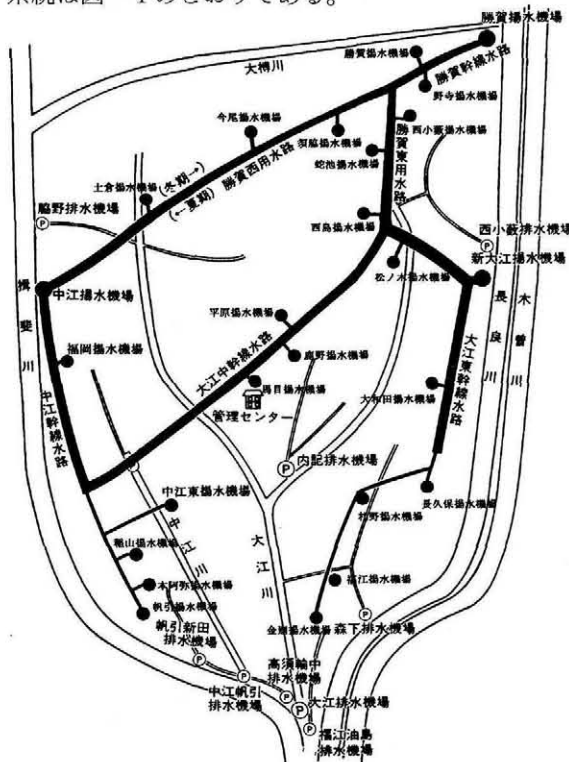 系統は図−1のとおりである。
勝賀揚水機場
勝賀揚水機場
大榑川
勝賀幹線水路
野寺揚水機場
今尾揚水機場
須脇揚水機場
勝賀東用水路
西小薮揚水機場
蛇池揚水機場
(冬期→)
(←夏期)
勝賀西用水路
土倉揚水機場
脇野排水機場
西島揚水機場
西小薮排水機場
新大江揚水機場
松ノ木揚水機場
中江揚水機場
揖斐川
長良川
木曽川
平原揚水機場
大江中幹線水路
鹿野揚水機場
福岡揚水機場
馬目揚水機場
管理センター
大和田揚水機場
大江東幹線水路
中江幹線水路
内記排水機場
中江東揚水機場
長久保揚水機場
中江川
大江川
稲山揚水機場
福江揚水機場
本阿弥揚水機場
帆引揚水機場
金廻揚水機場
森下排水機場
帆引新田
排水機場
高須輪中
排水機場
中江帆引
排水機場
大江排水機場
福江油島
排水機場